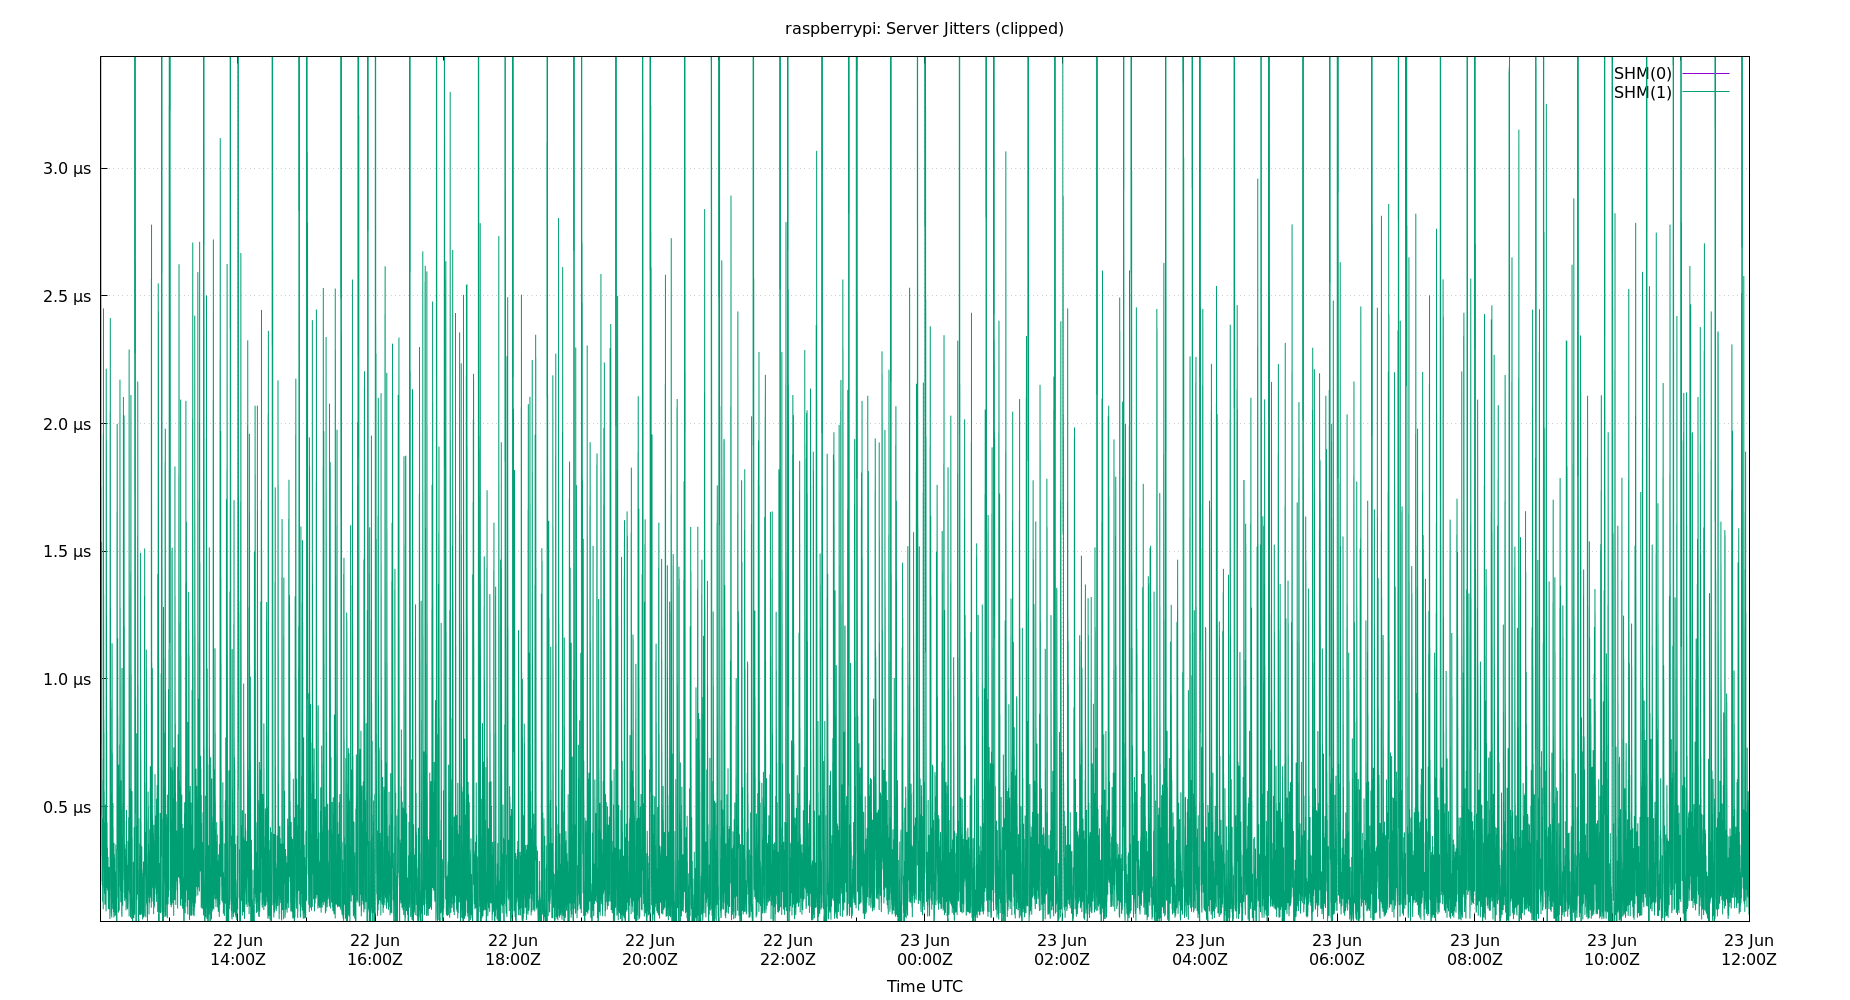 raspberrypi: Server Jitters (clipped)
SHM(0)
SHM(1)
3.0 µs
2.5 µs
2.0 µs
1.5 µs
1.0 µs
0.5 µs
22 Jun 22 Jun 22 Jun 22 Jun 22 Jun 23 Jun 23 Jun 23 Jun 23 Jun 23 Jun 23 Jun 23 Jun
14:00Z 16:00Z 18:00Z 20:00Z 22:00Z 00:00Z 02:00Z 04:00Z 06:00Z 08:00Z 10:00Z 12:00Z
Time UTC